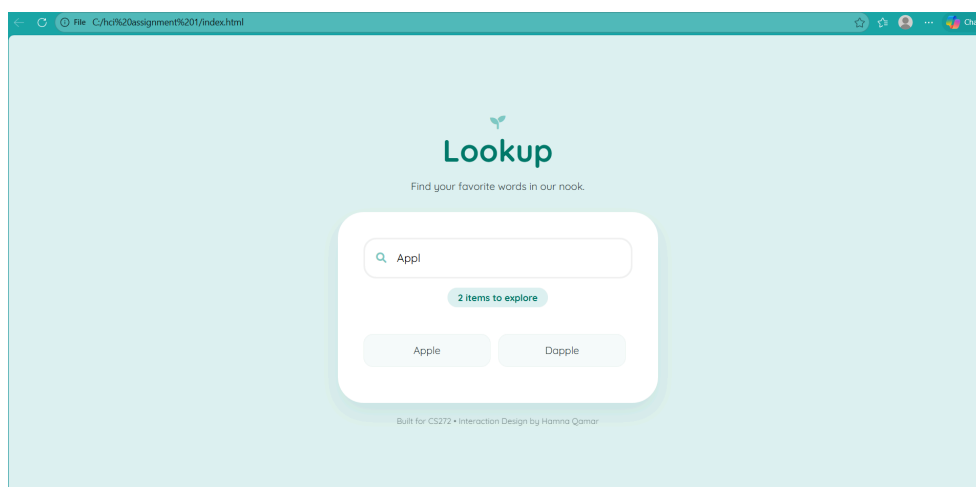 File C:/hci%20assignment%201/index.html
Cha
Lookup
Find your favorite words in our nook.
Appl
2 items to explore
Apple Dapple
Built for CS272 • Interaction Design by Hamna Qamar